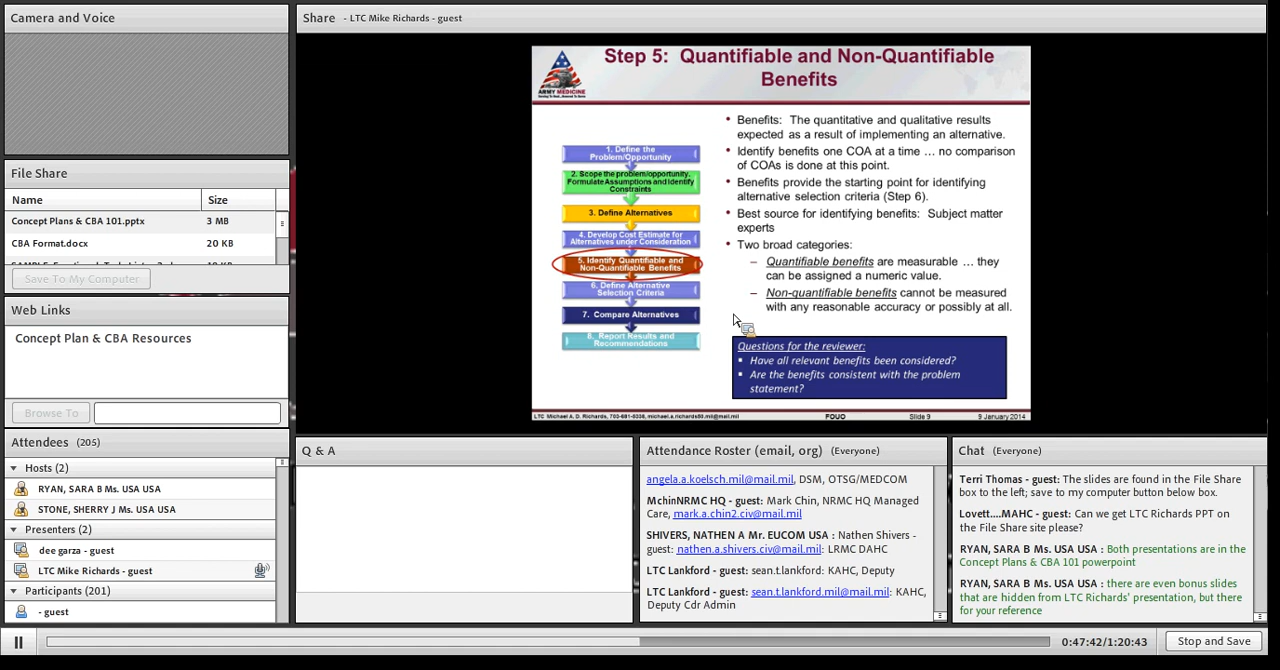 Camera and Voice
Share - LTC Mike Richards - guest
Step 5: Quantifiable and Non-Quantifiable
Benefits
ARMY MEDICINE
1. Define the
Problem/Opportunity
2. Scope the problem/opportunity,
Formulate Assumptions and Identify
Constraints
3. Define Alternatives
4. Develop Cost Estimate for
Alternatives under Consideration
5. Identify Quantifiable and
Non-Quantifiable Benefits
6. Define Alternative
Selection Criteria
7. Compare Alternatives
8. Report Results and
Recommendations
• Benefits: The quantitative and qualitative results
expected as a result of implementing an alternative.
• Identify benefits one COA at a time ... no comparison
of COAs is done at this point.
• Benefits provide the starting point for identifying
alternative selection criteria (Step 6).
• Best source for identifying benefits: Subject matter
experts
• Two broad categories:
– Quantifiable benefits are measurable ... they
can be assigned a numeric value.
– Non-quantifiable benefits cannot be measured
with any reasonable accuracy or possibly at all.
Questions for the reviewer:
▪ Have all relevant benefits been considered?
▪ Are the benefits consistent with the problem
statement?
LTC Michael A. D. Richards, 703-681-5338, michael.a.richards50.mil@mail.mil FOUO Slide 9 9 January 2014
File Share
Name Size
Concept Plans & CBA 101.pptx 3 MB
CBA Format.docx 20 KB
Save To My Computer
Web Links
Concept Plan & CBA Resources
Browse To
Attendees (205)
Hosts (2)
RYAN, SARA B Ms. USA USA
STONE, SHERRY J Ms. USA USA
Presenters (2)
dee garza - guest
LTC Mike Richards - guest
Participants (201)
- guest
Q & A
Attendance Roster (email, org) (Everyone)
angela.a.koelsch.mil@mail.mil, DSM, OTSG/MEDCOM
MchinNRMC HQ - guest: Mark Chin, NRMC HQ Managed
Care, mark.a.chin2.civ@mail.mil
SHIVERS, NATHEN A Mr. EUCOM USA : Nathen Shivers -
guest: nathen.a.shivers.civ@mail.mil: LRMC DAHC
LTC Lankford - guest: sean.t.lankford: KAHC, Deputy
LTC Lankford - guest: sean.t.lankford.mil@mail.mil: KAHC,
Deputy Cdr Admin
Chat (Everyone)
Terri Thomas - guest: The slides are found in the File Share
box to the left; save to my computer button below box.
Lovett....MAHC - guest: Can we get LTC Richards PPT on
the File Share site please?
RYAN, SARA B Ms. USA USA : Both presentations are in the
Concept Plans & CBA 101 powerpoint
RYAN, SARA B Ms. USA USA : there are even bonus slides
that are hidden from LTC Richards' presentation, but there
for your reference
0:47:42/1:20:43 Stop and Save